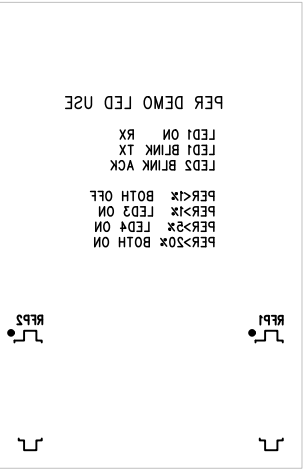 PER DEMO LED USE
LED1 ON RX
LED1 BLINK TX
LED2 BLINK ACK
PER<1% BOTH OFF
PER>1% LED3 ON
PER>5% LED4 ON
PER>20% BOTH ON
RFP2 RFP1